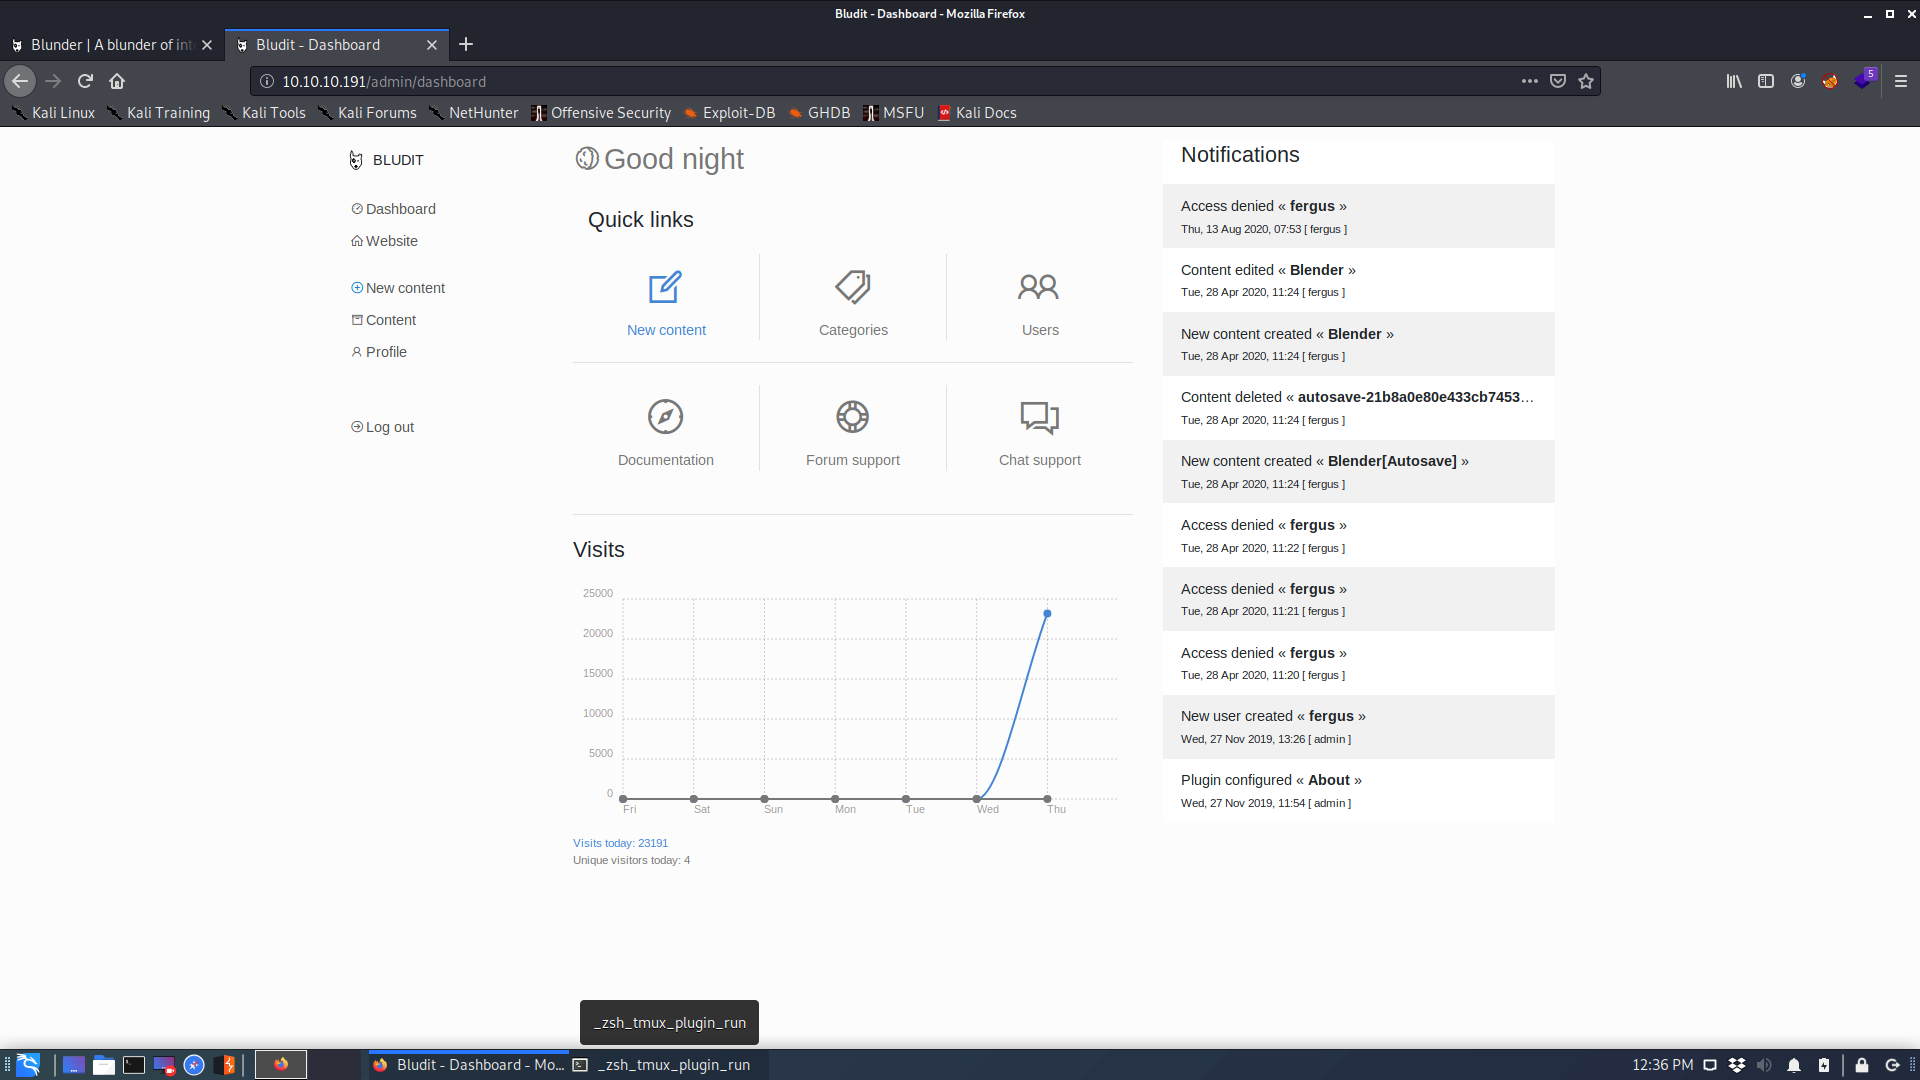 Bludit - Dashboard - Mozilla Firefox
Blunder | A blunder of int
Bludit - Dashboard
10.10.10.191/admin/dashboard
5
Kali Linux
Kali Training
Kali Tools
Kali Forums
NetHunter
Offensive Security
Exploit-DB
GHDB
MSFU
Kali Docs
BLUDIT
Dashboard
Website
New content
Content
Profile
Log out
Good night
Quick links
New content
Categories
Users
Documentation
Forum support
Chat support
Visits
25000
20000
15000
10000
5000
0
Fri
Sat
Sun
Mon
Tue
Wed
Thu
Visits today: 23191
Unique visitors today: 4
Notifications
Access denied « fergus »
Thu, 13 Aug 2020, 07:53 [ fergus ]
Content edited « Blender »
Tue, 28 Apr 2020, 11:24 [ fergus ]
New content created « Blender »
Tue, 28 Apr 2020, 11:24 [ fergus ]
Content deleted « autosave-21b8a0e80e433cb7453...
Tue, 28 Apr 2020, 11:24 [ fergus ]
New content created « Blender[Autosave] »
Tue, 28 Apr 2020, 11:24 [ fergus ]
Access denied « fergus »
Tue, 28 Apr 2020, 11:22 [ fergus ]
Access denied « fergus »
Tue, 28 Apr 2020, 11:21 [ fergus ]
Access denied « fergus »
Tue, 28 Apr 2020, 11:20 [ fergus ]
New user created « fergus »
Wed, 27 Nov 2019, 13:26 [ admin ]
Plugin configured « About »
Wed, 27 Nov 2019, 11:54 [ admin ]
_zsh_tmux_plugin_run
Bludit - Dashboard - Mo...
_zsh_tmux_plugin_run
12:36 PM